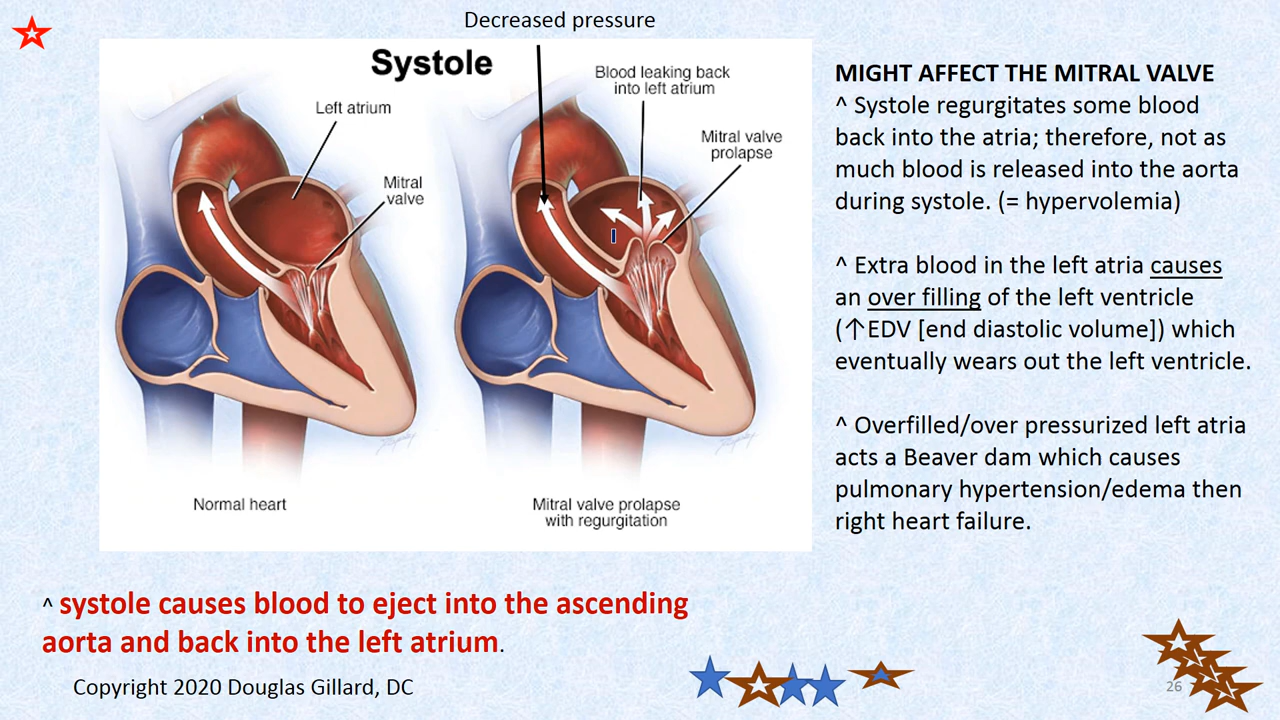 Decreased pressure
Systole
Left atrium
Mitral
valve
Blood leaking back
into left atrium
Mitral valve
prolapse
Normal heart
Mitral valve prolapse
with regurgitation
MIGHT AFFECT THE MITRAL VALVE
^ Systole regurgitates some blood
back into the atria; therefore, not as
much blood is released into the aorta
during systole. (= hypervolemia)
^ Extra blood in the left atria causes
an over filling of the left ventricle
(↑EDV [end diastolic volume]) which
eventually wears out the left ventricle.
^ Overfilled/over pressurized left atria
acts a Beaver dam which causes
pulmonary hypertension/edema then
right heart failure.
^ systole causes blood to eject into the ascending
aorta and back into the left atrium.
Copyright 2020 Douglas Gillard, DC
26